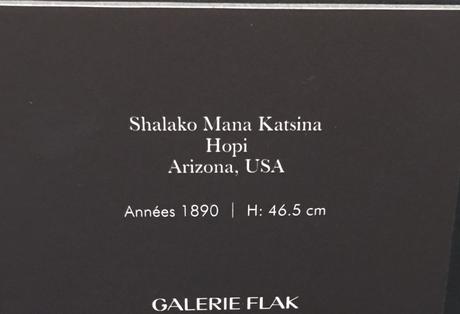 Shalako Mana Katsina
Hopi
Arizona, USA
Années 1890 | H: 46.5 cm
GALERIE FLAK